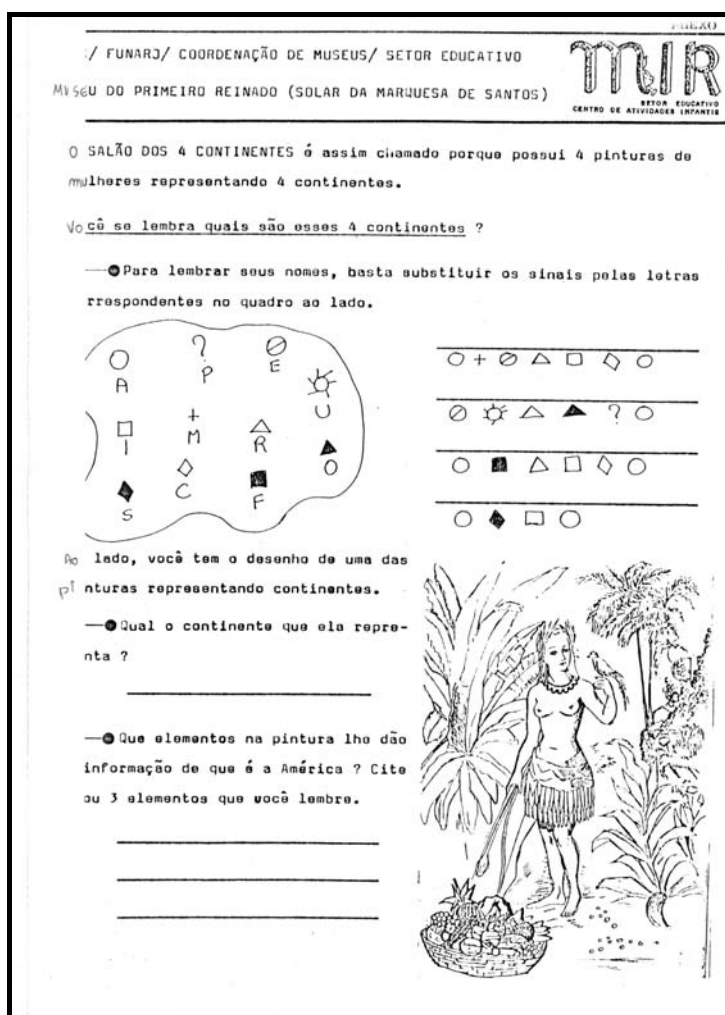 ANEXO
:/ FUNARJ/ COORDENAÇÃO DE MUSEUS/ SETOR EDUCATIVO
MUSEU DO PRIMEIRO REINADO (SOLAR DA MARQUESA DE SANTOS)
MIR
SETOR EDUCATIVO
CENTRO DE ATIVIDADES INFANTIS
O SALÃO DOS 4 CONTINENTES é assim chamado porque possui 4 pinturas de
mulheres representando 4 continentes.
Você se lembra quais são esses 4 continentes ?
Para lembrar seus nomes, basta substituir os sinais pelas letras
rrespondentes no quadro ao lado.
A P E U
I M R O
S C F
Ao lado, você tem o desenho de uma das
pinturas representando continentes.
Qual o continente que ela repre-
nta ?
Que elementos na pintura lhe dão
informação de que é a América ? Cite
ou 3 elementos que você lembre.